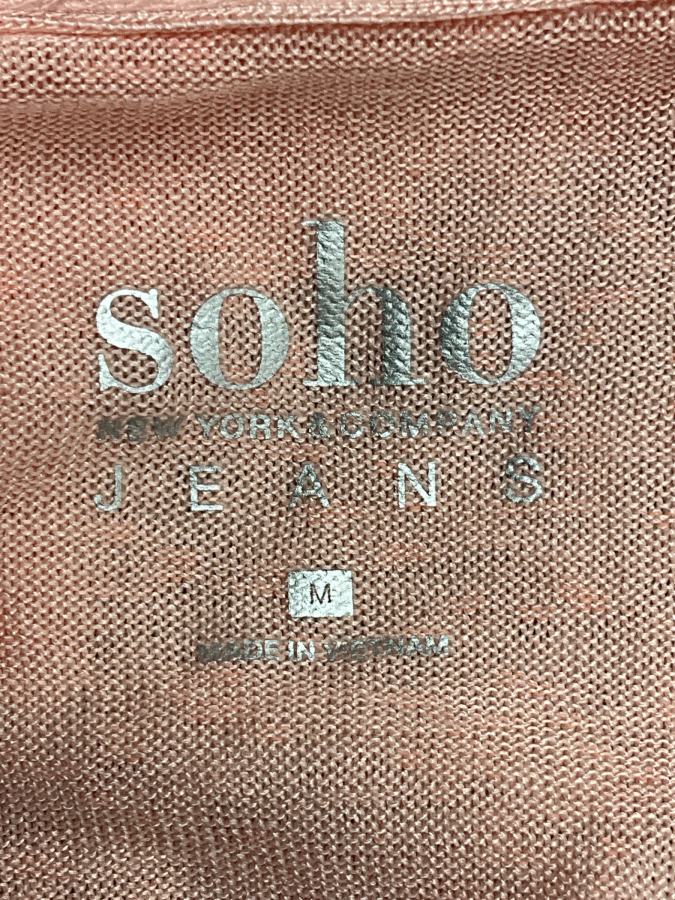 soho
NEW YORK & COMPANY
JEANS
M
MADE IN VIETNAM